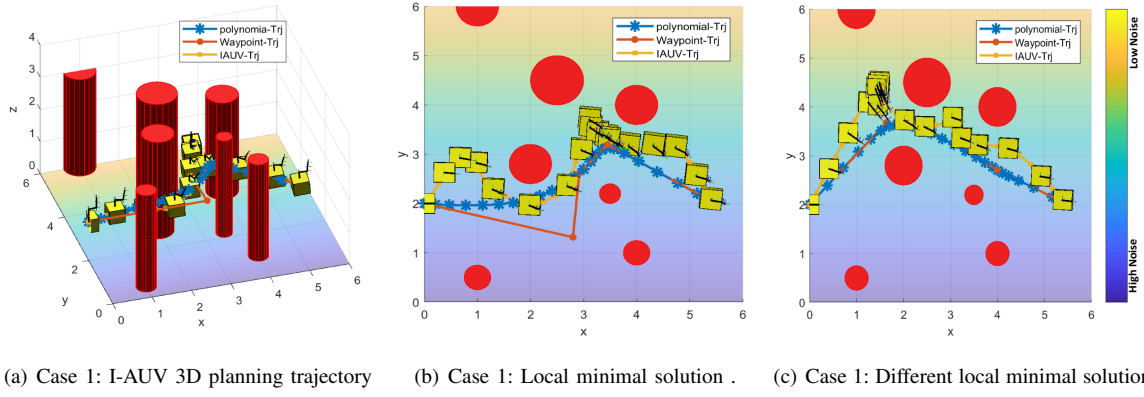 polynomia-Trj
Waypoint-Trj
IAUV-Trj
4
3
2
1
0
z
6
4
2
0
y
0
1
2
3
4
5
6
x
polynomial-Trj
Waypoint-Trj
IAUV-Trj
6
5
4
3
2
1
0
y
0
1
2
3
4
5
6
x
polynomial-Trj
Waypoint-Trj
IAUV-Trj
6
5
4
3
2
1
0
y
0
1
2
3
4
5
6
x
Low Noise
High Noise
(a) Case 1: I-AUV 3D planning trajectory
(b) Case 1: Local minimal solution .
(c) Case 1: Different local minimal solution